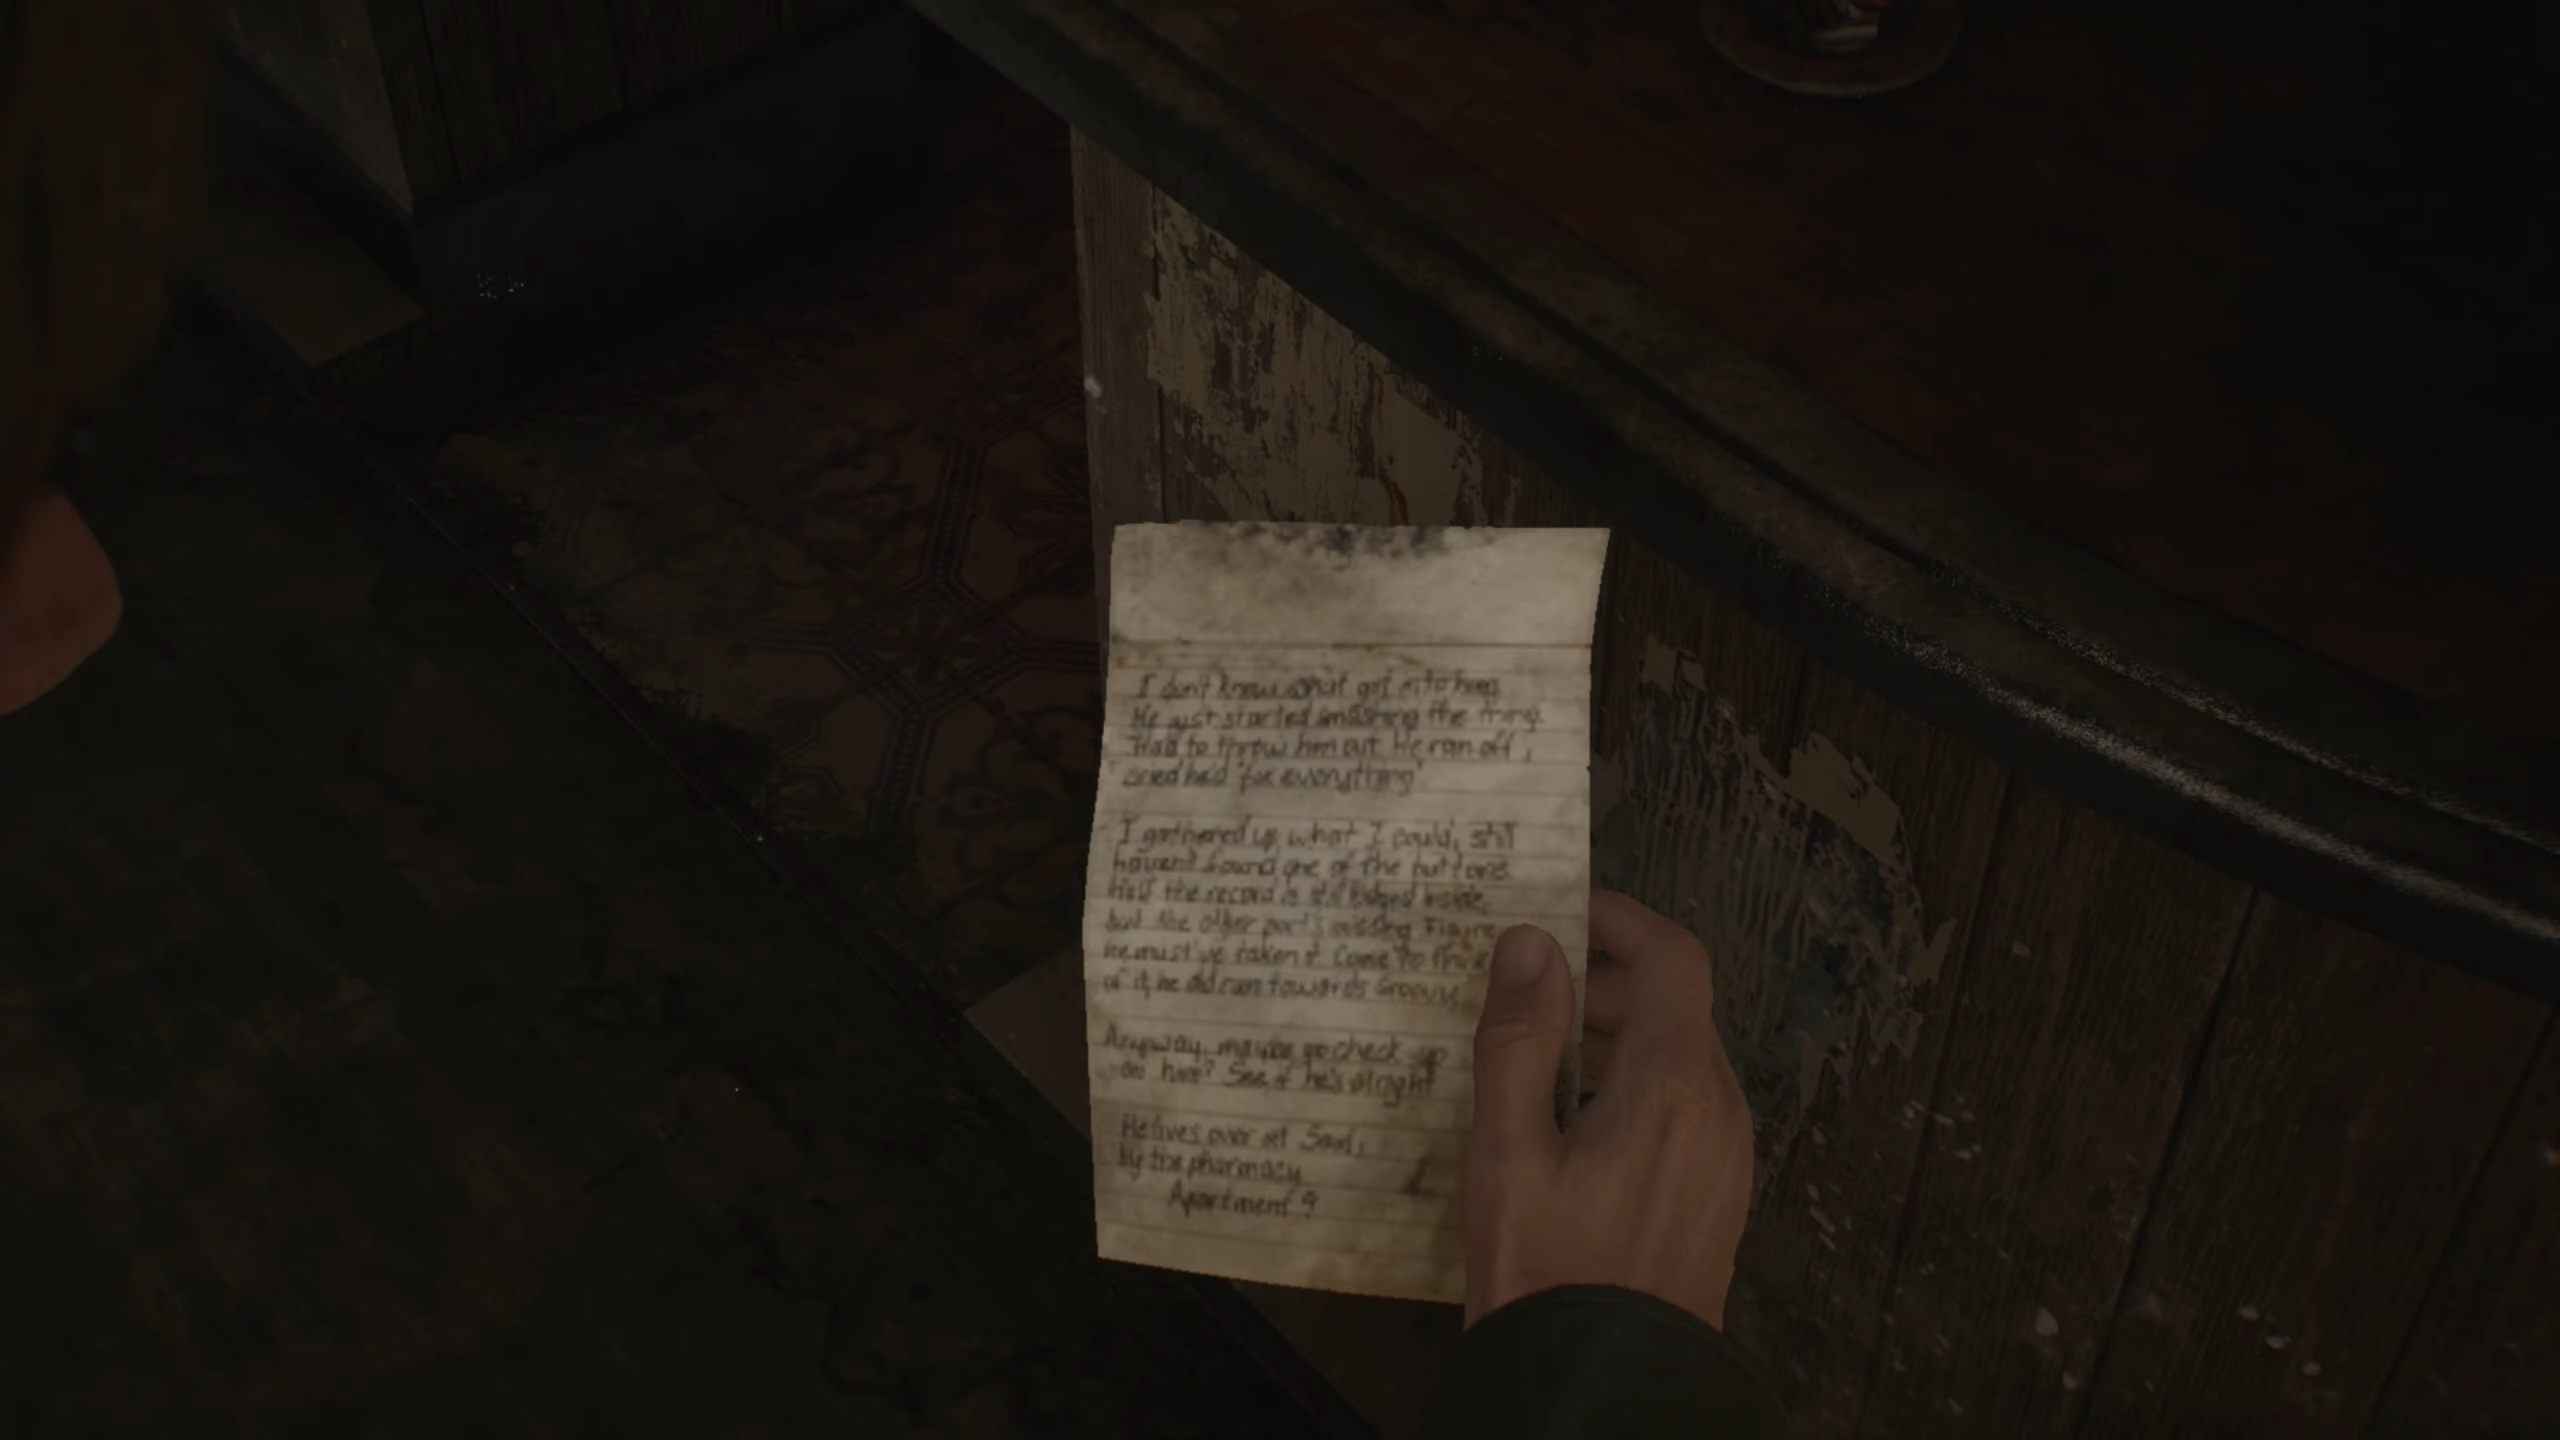 I don't know what got into him
He just started smashing the thing.
Had to throw him out. He ran off,
cried he'd "fix everything"
I gathered up what I could, still
haven't found one of the buttons.
Half the record is still lodged inside,
but the other part's missing. Figure
he must've taken it. Come to think
of it, he did run towards Groovy
Anyway, maybe go check up
on him? See if he's alright
He lives over at Saul,
by the pharmacy
Apartment 9